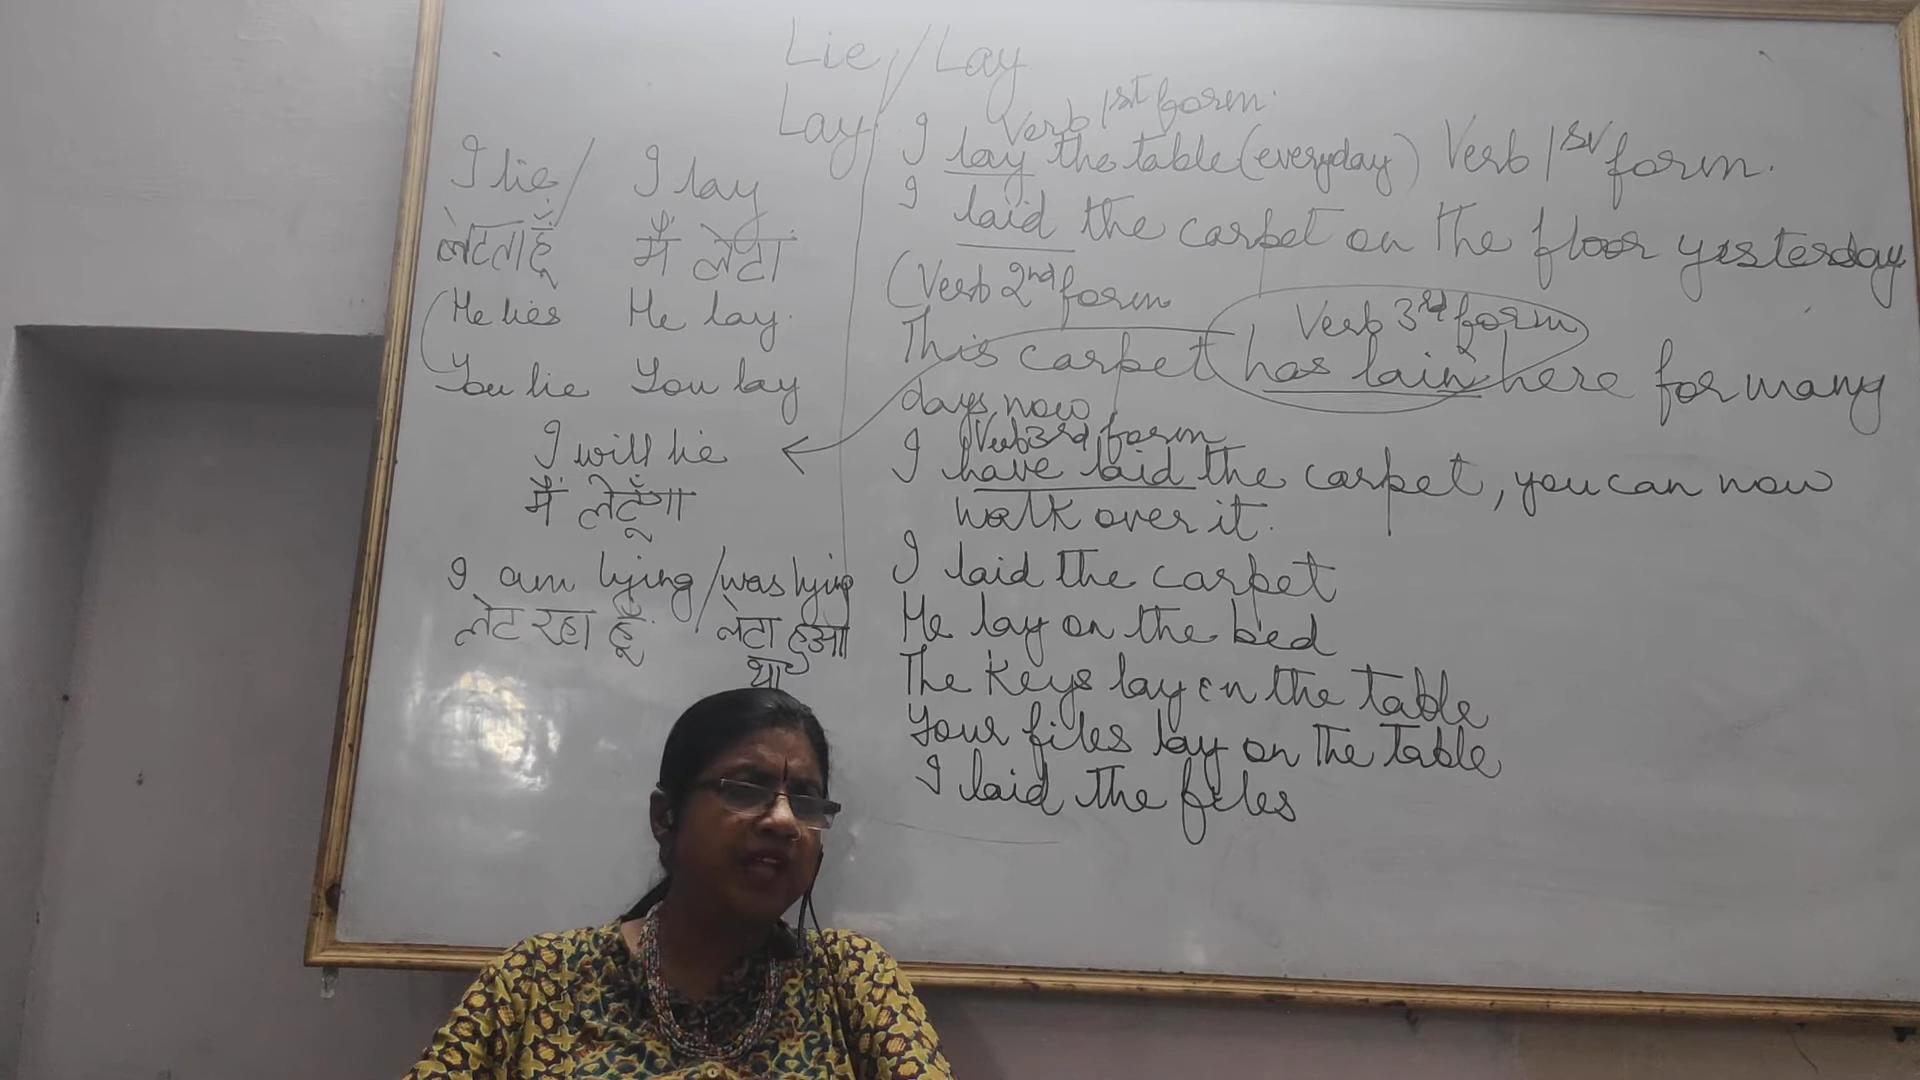 Lie / Lay
Lay
I lie / I lay
लेटता हूँ मैं लेटा
He lies He lay.
You lie You lay
I will lie
मैं लेटूँगा
I am lying / was lying
लेट रहा हूँ / लेटा हुआ
था
Verb 1st form.
I lay the table (everyday) Verb 1st form.
I laid the carpet on the floor yesterday
(Verb 2nd form
Verb 3rd form
This carpet has lain here for many
days now
Verb 3rd form
I have laid the carpet, you can now
walk over it.
I laid the carpet
He lay on the bed
The keys lay on the table
Your files lay on the table
I laid the files